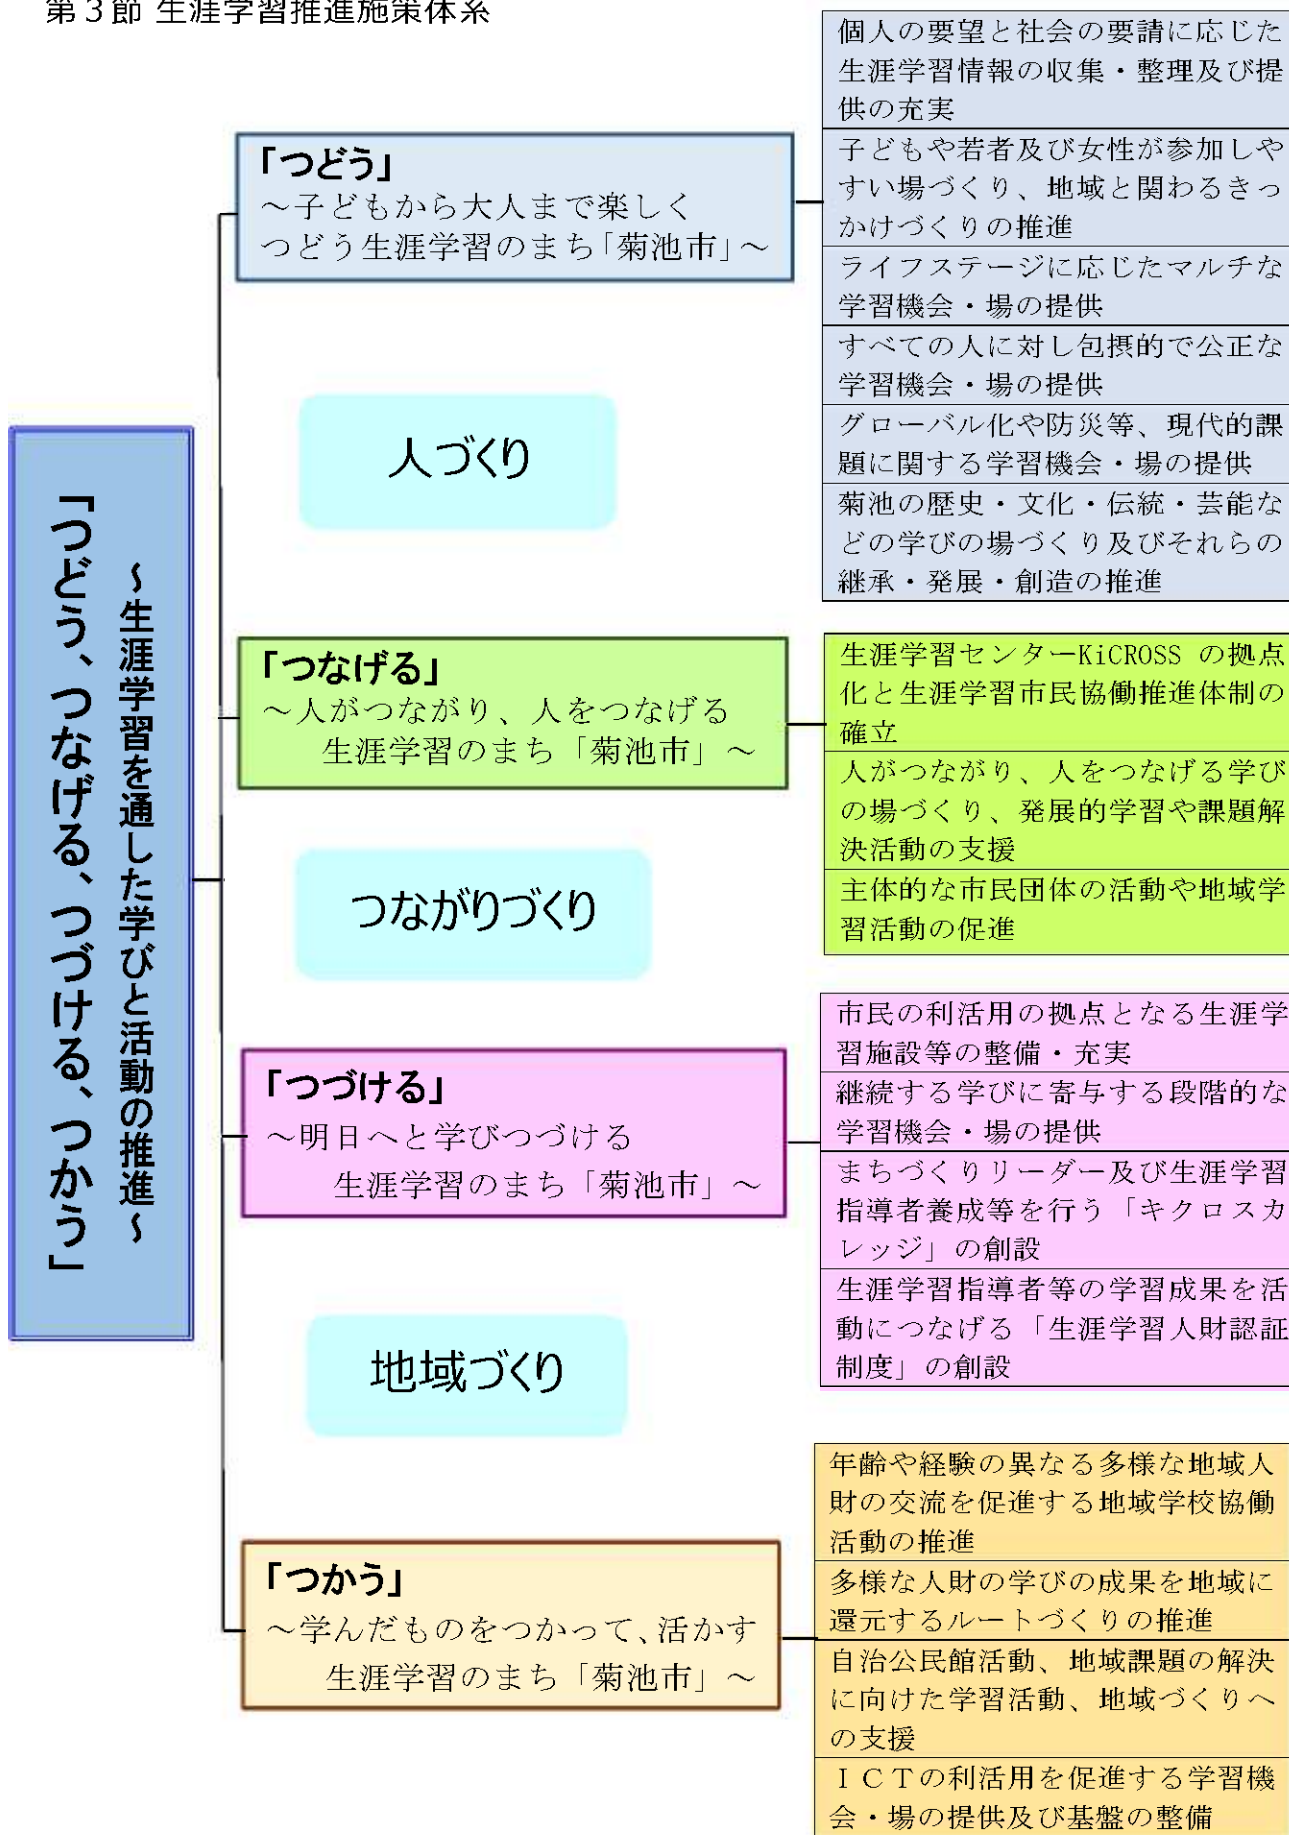 第３節 生涯学習推進施策体系
「つどう、つなげる、つづける、つかう」
～生涯学習を通した学びと活動の推進～
「つどう」
～子どもから大人まで楽しく
つどう生涯学習のまち「菊池市」～
個人の要望と社会の要請に応じた
生涯学習情報の収集・整理及び提
供の充実
子どもや若者及び女性が参加しや
すい場づくり、地域と関わるきっ
かけづくりの推進
ライフステージに応じたマルチな
学習機会・場の提供
すべての人に対し包摂的で公正な
学習機会・場の提供
グローバル化や防災等、現代的課
題に関する学習機会・場の提供
菊池の歴史・文化・伝統・芸能な
どの学びの場づくり及びそれらの
継承・発展・創造の推進
人づくり
「つなげる」
～人がつながり、人をつなげる
生涯学習のまち「菊池市」～
生涯学習センターKiCROSS の拠点
化と生涯学習市民協働推進体制の
確立
人がつながり、人をつなげる学び
の場づくり、発展的学習や課題解
決活動の支援
主体的な市民団体の活動や地域学
習活動の促進
つながりづくり
「つづける」
～明日へと学びつづける
生涯学習のまち「菊池市」～
市民の利活用の拠点となる生涯学
習施設等の整備・充実
継続する学びに寄与する段階的な
学習機会・場の提供
まちづくりリーダー及び生涯学習
指導者養成等を行う「キクロスカ
レッジ」の創設
生涯学習指導者等の学習成果を活
動につなげる「生涯学習人財認証
制度」の創設
地域づくり
「つかう」
～学んだものをつかって、活かす
生涯学習のまち「菊池市」～
年齢や経験の異なる多様な地域人
財の交流を促進する地域学校協働
活動の推進
多様な人財の学びの成果を地域に
還元するルートづくりの推進
自治公民館活動、地域課題の解決
に向けた学習活動、地域づくりへ
の支援
ＩＣＴの利活用を促進する学習機
会・場の提供及び基盤の整備